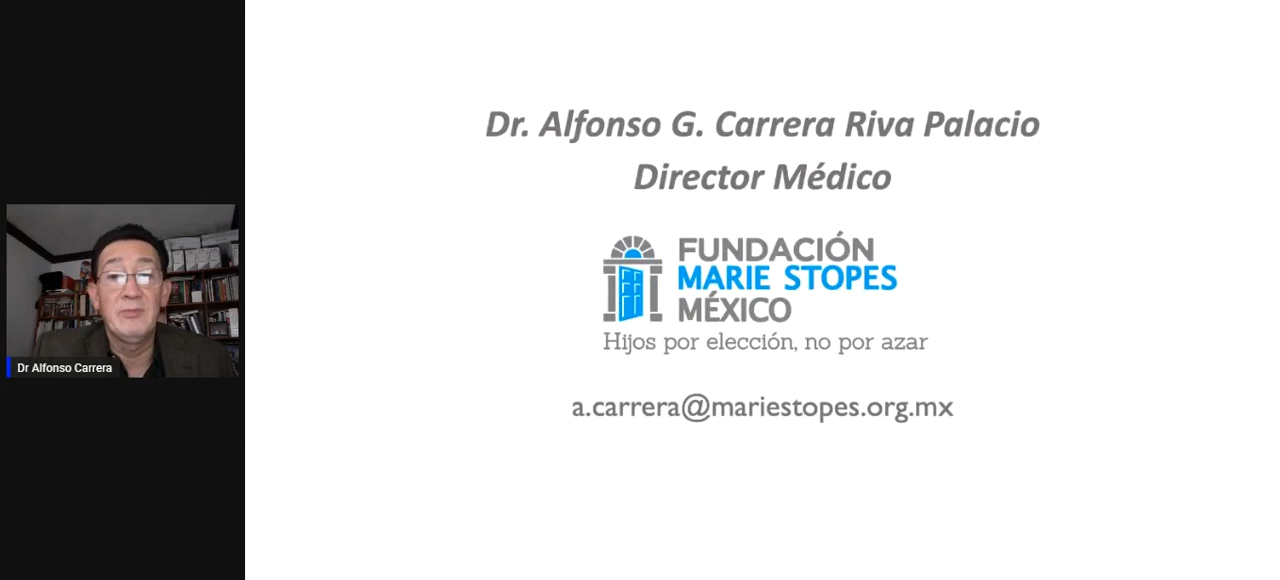 Dr. Alfonso G. Carrera Riva Palacio
Director Médico
FUNDACIÓN
MARIE STOPES
MÉXICO
Hijos por elección, no por azar
a.carrera@mariestopes.org.mx
Dr Alfonso Carrera